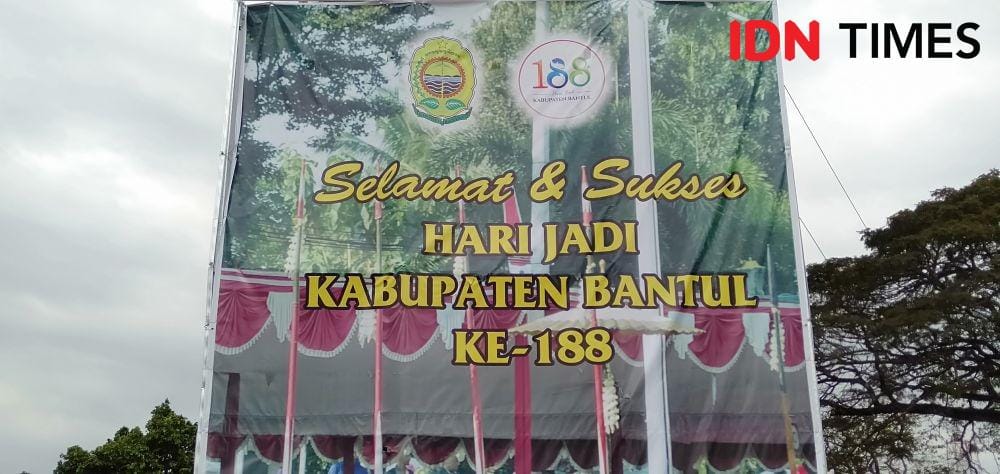 IDN TIMES
188
KABUPATEN BANTUL
Selamat & Sukses
HARI JADI
KABUPATEN BANTUL
KE-188